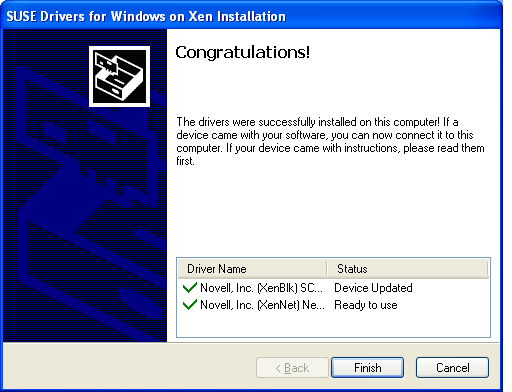 SUSE Drivers for Windows on Xen Installation
Congratulations!
The drivers were successfully installed on this computer! If a
device came with your software, you can now connect it to this
computer. If your device came with instructions, please read them
first.
Driver Name Status
Novell, Inc. (XenBlk) SC... Device Updated
Novell, Inc. (XenNet) Ne... Ready to use
< Back Finish Cancel